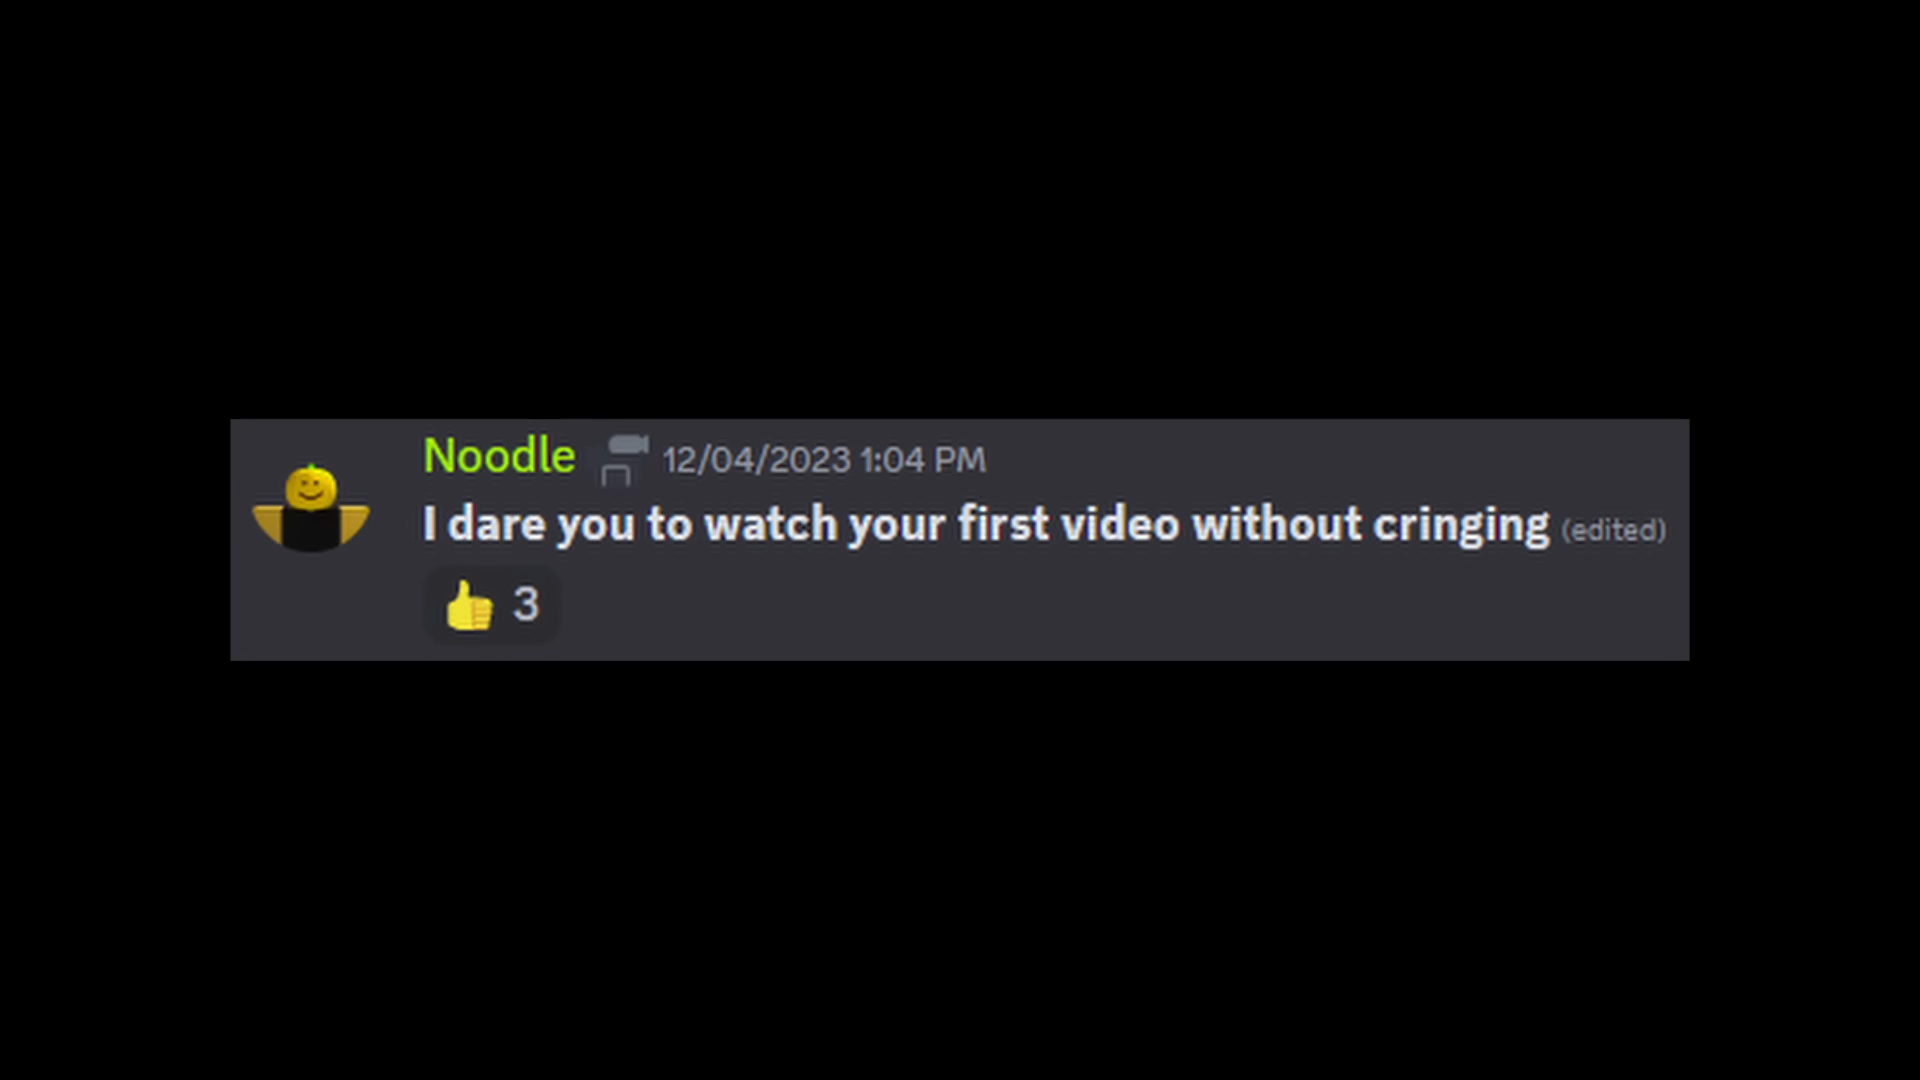 Noodle 12/04/2023 1:04 PM
I dare you to watch your first video without cringing (edited)
👍 3